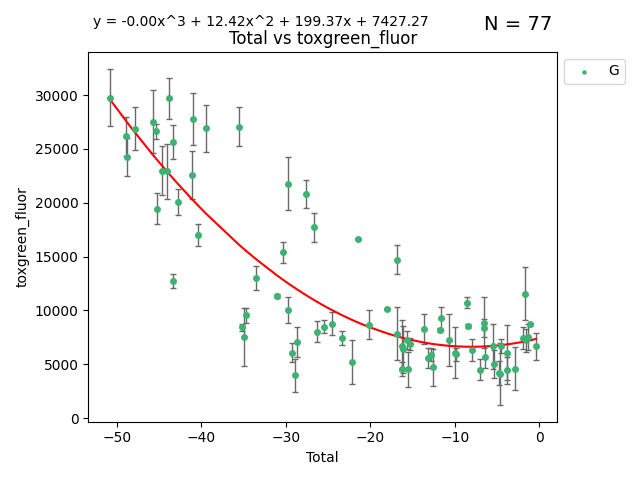 y = -0.00x^3 + 12.42x^2 + 199.37x + 7427.27
N = 77
Total vs toxgreen_fluor
G
30000
25000
20000
15000
10000
5000
0
toxgreen_fluor
−50
−40
−30
−20
−10
0
Total